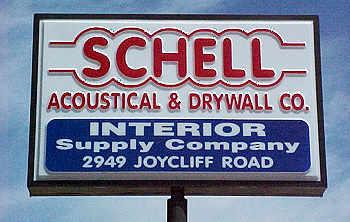 SCHELL
ACOUSTICAL & DRYWALL CO.
INTERIOR
Supply Company
2949 JOYCLIFF ROAD